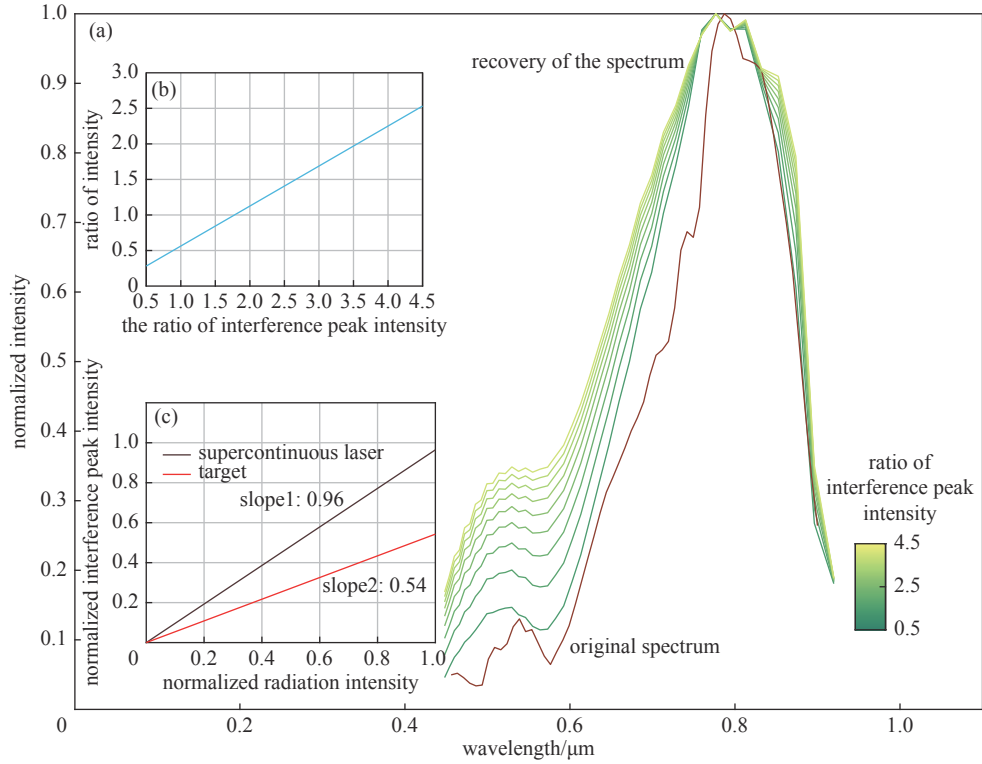 (a)
1.0
0.9
0.8
0.7
0.6
0.5
0.4
0.3
0.2
0.1
0
0.2
0.4
0.6
0.8
1.0
normalized intensity
wavelength/μm
recovery of the spectrum
original spectrum
ratio of
interference peak
intensity
4.5
2.5
0.5
(b)
3.0
2.5
2.0
1.5
1.0
0.5
0
0.5 1.0 1.5 2.0 2.5 3.0 3.5 4.0 4.5
ratio of intensity
the ratio of interference peak intensity
(c)
1.0
0.8
0.6
0.4
0.2
0 0.2 0.4 0.6 0.8 1.0
normalized interference peak intensity
normalized radiation intensity
supercontinuous laser
target
slope1: 0.96
slope2: 0.54